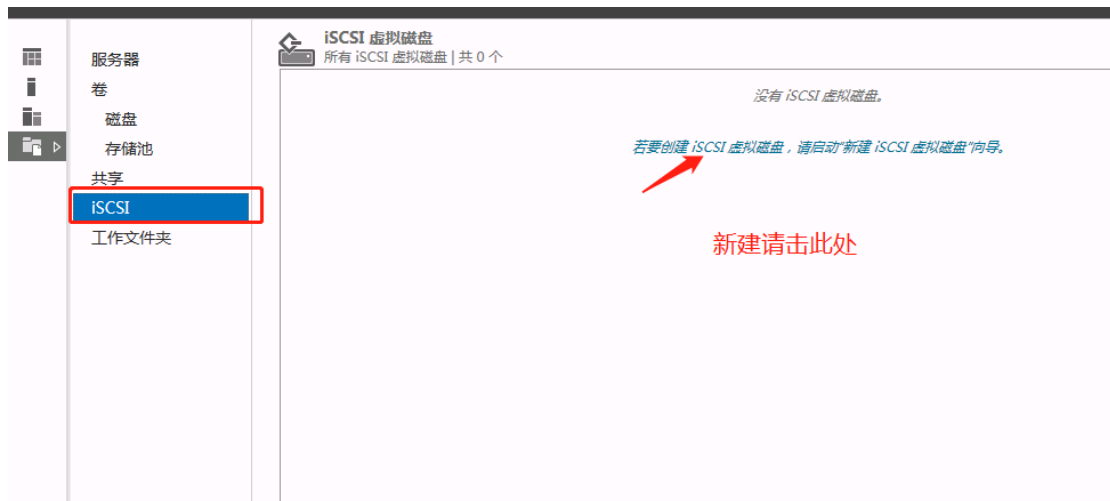 服务器
卷
磁盘
存储池
共享
iSCSI
工作文件夹
iSCSI 虚拟磁盘
所有 iSCSI 虚拟磁盘 | 共 0 个
没有 iSCSI 虚拟磁盘。
若要创建 iSCSI 虚拟磁盘，请启动"新建 iSCSI 虚拟磁盘"向导。
新建请击此处